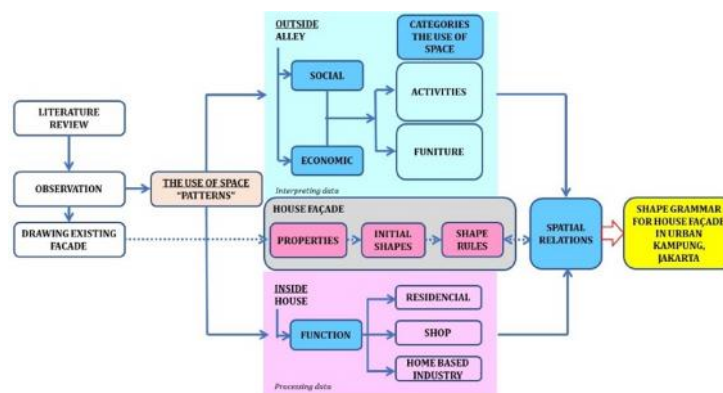 LITERATURE
REVIEW
OBSERVATION
DRAWING EXISTING
FACADE
THE USE OF SPACE
"PATTERNS"
OUTSIDE
ALLEY
SOCIAL
ECONOMIC
CATEGORIES
THE USE OF
SPACE
ACTIVITIES
FUNITURE
Interpreting data
HOUSE FAÇADE
PROPERTIES
INITIAL
SHAPES
SHAPE
RULES
INSIDE
HOUSE
FUNCTION
RESIDENCIAL
SHOP
HOME BASED
INDUSTRY
Processing data
SPATIAL
RELATIONS
SHAPE GRAMMAR
FOR HOUSE FAÇADE
IN URBAN
KAMPUNG,
JAKARTA